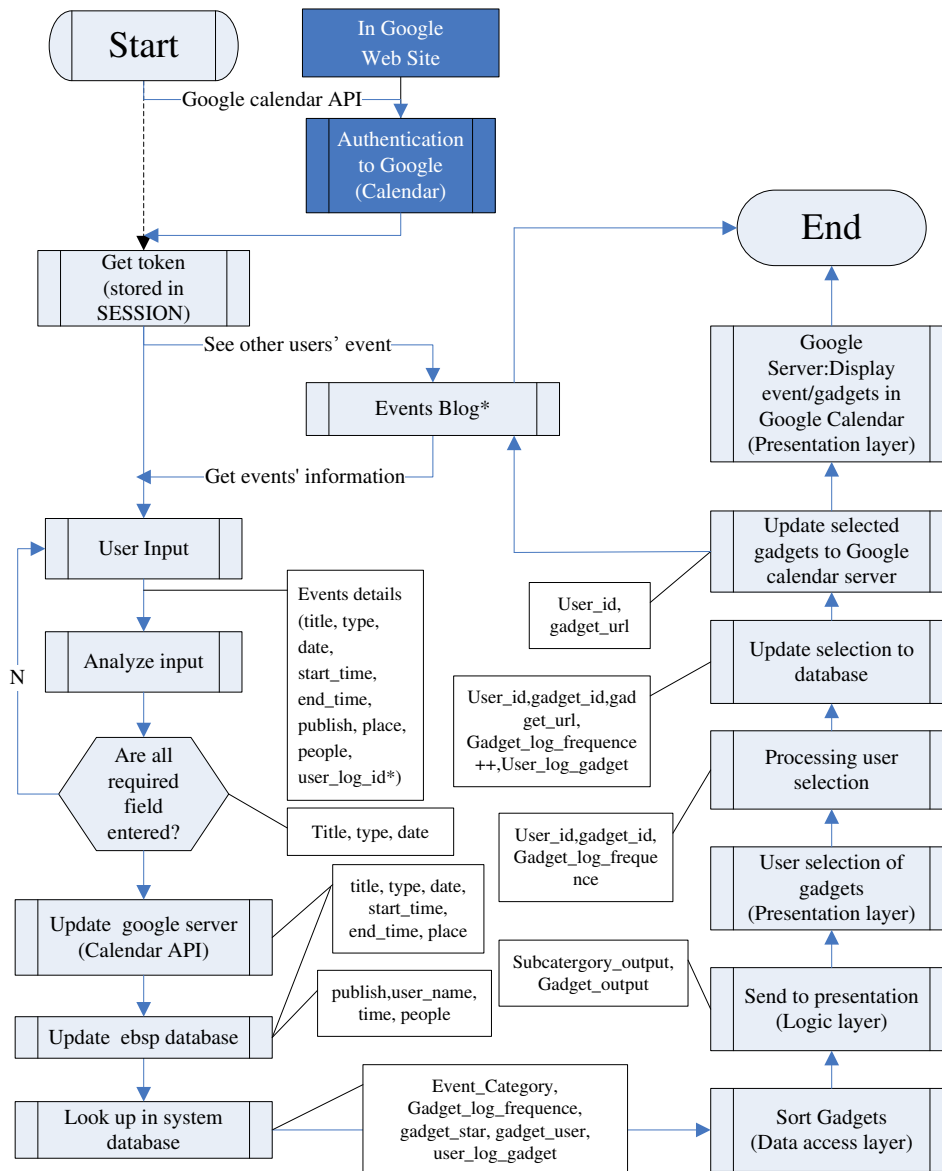 Start
In Google
Web Site
Google calendar API
Authentication
to Google
(Calendar)
Get token
(stored in
SESSION)
See other users’ event
Events Blog*
Get events' information
User Input
Events details
(title, type,
date,
start_time,
end_time,
publish, place,
people,
user_log_id*)
Analyze input
N
Are all
required
field
entered?
Title, type, date
Update google server
(Calendar API)
title, type, date,
start_time,
end_time, place
Update ebsp database
publish,user_name,
time, people
Look up in system
database
Event_Category,
Gadget_log_frequence,
gadget_star, gadget_user,
user_log_gadget
Sort Gadgets
(Data access layer)
Send to presentation
(Logic layer)
Subcatergory_output,
Gadget_output
User selection of
gadgets
(Presentation layer)
User_id,gadget_id,
Gadget_log_freque
nce
Processing user
selection
User_id,gadget_id,gad
get_url,
Gadget_log_frequence
++,User_log_gadget
Update selection to
database
User_id,
gadget_url
Update selected
gadgets to Google
calendar server
Google
Server:Display
event/gadgets in
Google Calendar
(Presentation layer)
End